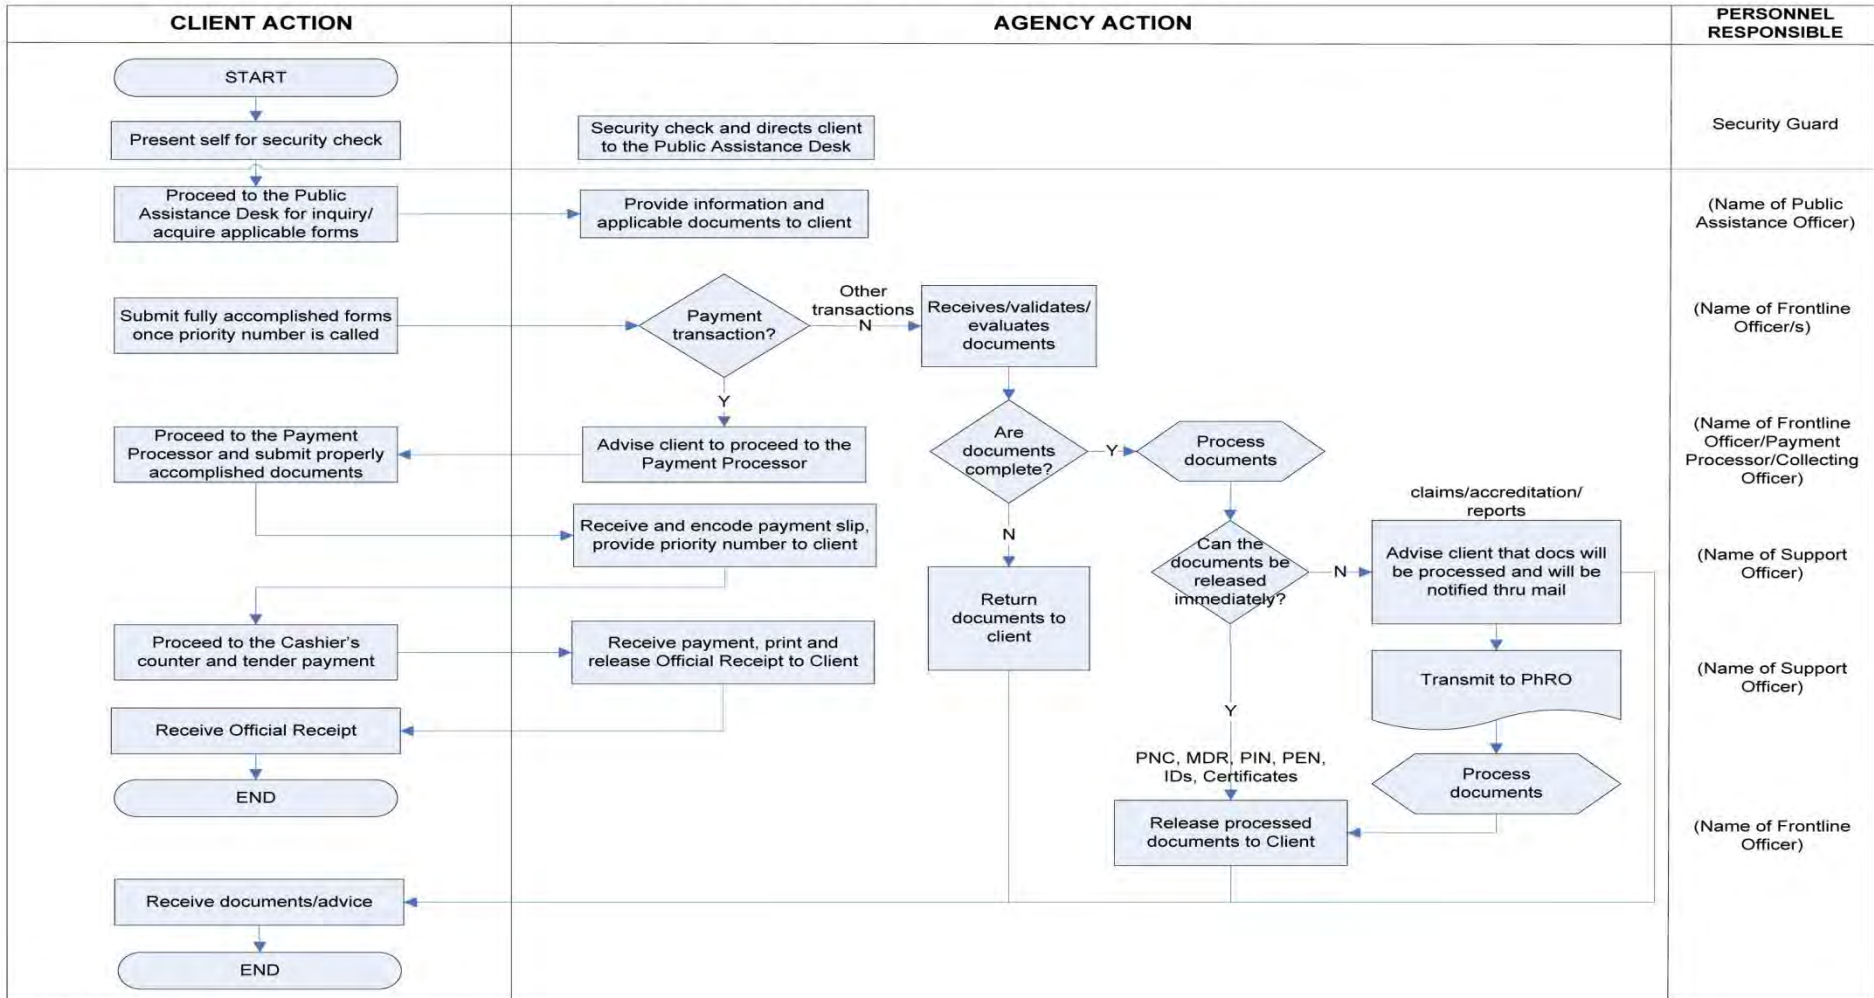 CLIENT ACTION
AGENCY ACTION
PERSONNEL
RESPONSIBLE
START
Present self for security check
Security check and directs client
to the Public Assistance Desk
Security Guard
Proceed to the Public
Assistance Desk for inquiry/
acquire applicable forms
Provide information and
applicable documents to client
(Name of Public
Assistance Officer)
Submit fully accomplished forms
once priority number is called
Payment
transaction?
Other
transactions
N
Receives/validates/
evaluates
documents
(Name of Frontline
Officer/s)
Y
Proceed to the Payment
Processor and submit properly
accomplished documents
Advise client to proceed to the
Payment Processor
Are
documents
complete?
Y
Process
documents
(Name of Frontline
Officer/Payment
Processor/Collecting
Officer)
Receive and encode payment slip,
provide priority number to client
N
Can the
documents be
released
immediately?
N
claims/accreditation/
reports
Advise client that docs will
be processed and will be
notified thru mail
(Name of Support
Officer)
Return
documents to
client
Proceed to the Cashier's
counter and tender payment
Receive payment, print and
release Official Receipt to Client
Transmit to PhRO
(Name of Support
Officer)
Receive Official Receipt
Y
PNC, MDR, PIN, PEN,
IDs, Certificates
Process
documents
END
Release processed
documents to Client
(Name of Frontline
Officer)
Receive documents/advice
END